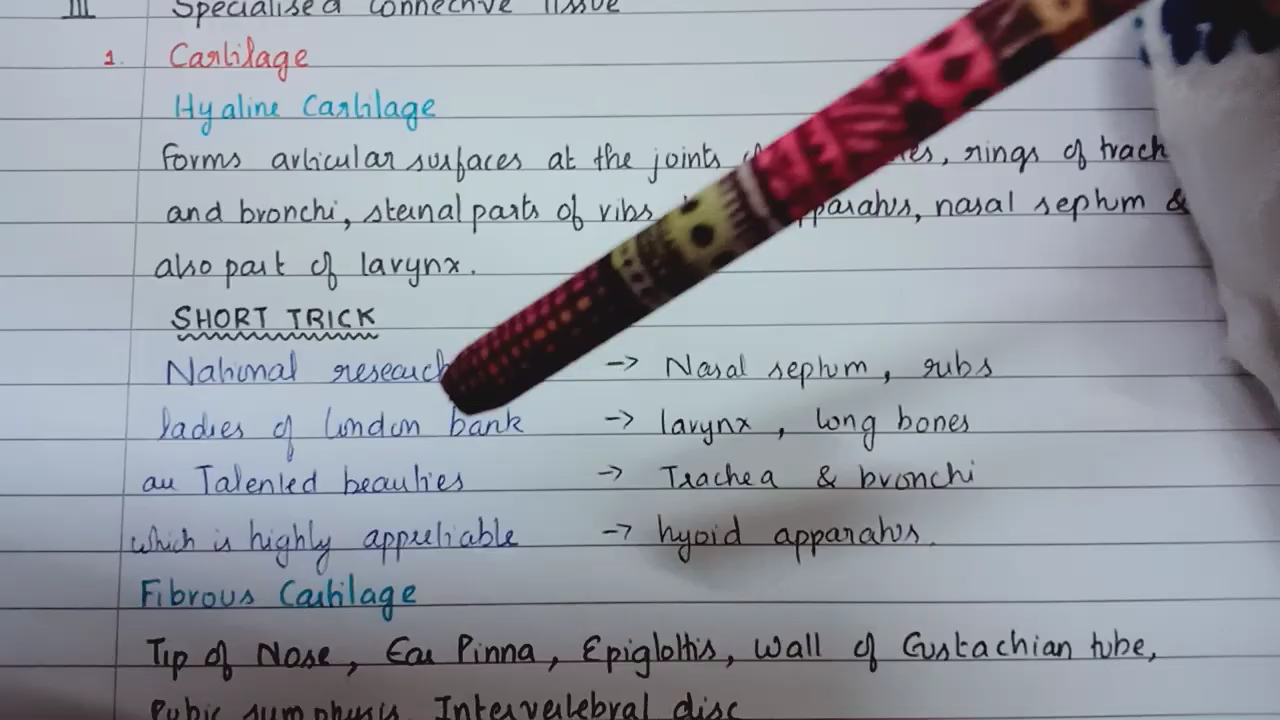 III Specialised Connective Tissue
1. Cartilage
Hyaline Cartilage
Forms articular surfaces at the joints rings of trach
and bronchi, sternal parts of ribs nasal septum &
also part of larynx.
SHORT TRICK
National research -> Nasal septum, ribs
ladies of london bank -> larynx, long bones
are Talented beauties -> Trachea & bronchi
which is highly appreliable -> hyoid apparatus.
Fibrous Cartilage
Tip of Nose, Ear Pinna, Epiglottis, Wall of Eustachian tube,
Pubic symphysis, Intervertebral disc